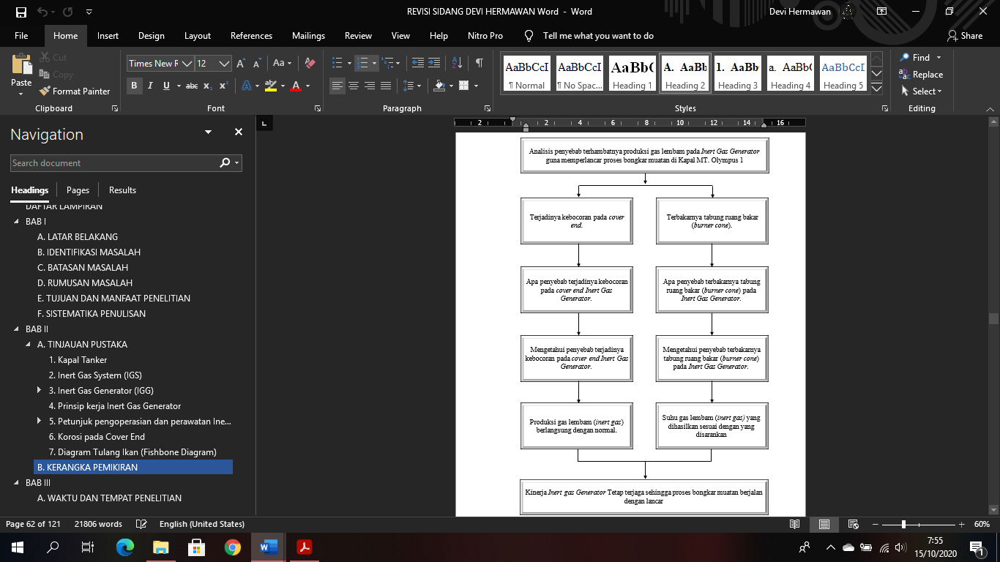 REVISI SIDANG DEVI HERMAWAN Word - Word
Devi Hermawan
File Home Insert Design Layout References Mailings Review View Help Nitro Pro Tell me what you want to do Share
Paste
Cut
Copy
Format Painter
Clipboard
Times New R 12
Font
Paragraph
AaBbCcI AaBbCcI AaBb( A. AaBb 1. AaBb a. AaBb( AaBbCcI
¶ Normal ¶ No Spac... Heading 1 Heading 2 Heading 3 Heading 4 Heading 5
Styles
Find
Replace
Select
Editing
Navigation
Search document
Headings Pages Results
DAFTAR LAMPIRAN
BAB I
A. LATAR BELAKANG
B. IDENTIFIKASI MASALAH
C. BATASAN MASALAH
D. RUMUSAN MASALAH
E. TUJUAN DAN MANFAAT PENELITIAN
F. SISTEMATIKA PENULISAN
BAB II
A. TINJAUAN PUSTAKA
1. Kapal Tanker
2. Inert Gas System (IGS)
3. Inert Gas Generator (IGG)
4. Prinsip kerja Inert Gas Generator
5. Petunjuk pengoperasian dan perawatan Ine...
6. Korosi pada Cover End
7. Diagram Tulang Ikan (Fishbone Diagram)
B. KERANGKA PEMIKIRAN
BAB III
A. WAKTU DAN TEMPAT PENELITIAN
2 2 4 6 8 10 12 14 16
Analisis penyebab terhambatnya produksi gas lembam pada Inert Gas Generator
guna memperlancar proses bongkar muatan di Kapal MT. Olympus 1
Terjadinya kebocoran pada cover
end.
Terbakarnya tabung ruang bakar
(burner cone).
Apa penyebab terjadinya kebocoran
pada cover end Inert Gas
Generator.
Apa penyebab terbakarnya tabung
ruang bakar (burner cone) pada
Inert Gas Generator.
Mengetahui penyebab terjadinya
kebocoran pada cover end Inert Gas
Generator.
Mengetahui penyebab terbakarnya
tabung ruang bakar (burner cone)
pada Inert Gas Generator.
Produksi gas lembam (inert gas)
berlangsung dengan normal.
Suhu gas lembam (inert gas) yang
dihasilkan sesuai dengan yang
disarankan
Kinerja Inert gas Generator Tetap terjaga sehingga proses bongkar muatan berjalan
dengan lancar
Page 62 of 121 21806 words English (United States) 60%
7:55
15/10/2020
1